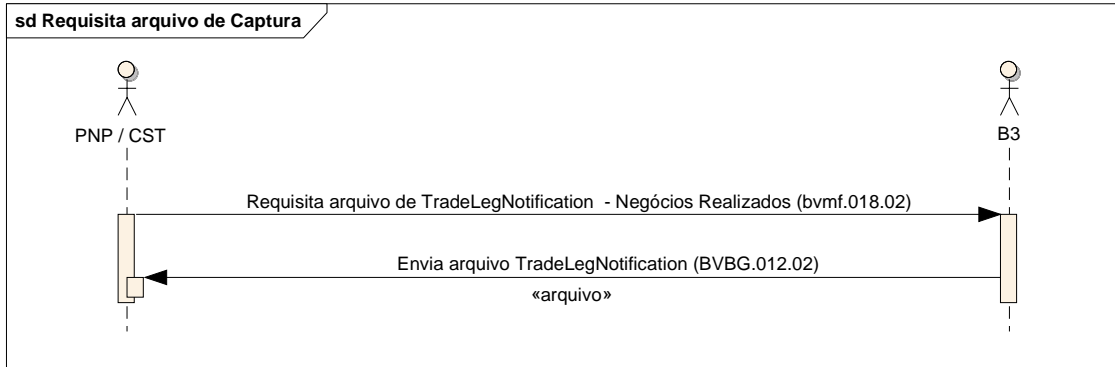 sd Requisita arquivo de Captura
PNP / CST
B3
Requisita arquivo de TradeLegNotification - Negócios Realizados (bvmf.018.02)
Envia arquivo TradeLegNotification (BVBG.012.02)
«arquivo»